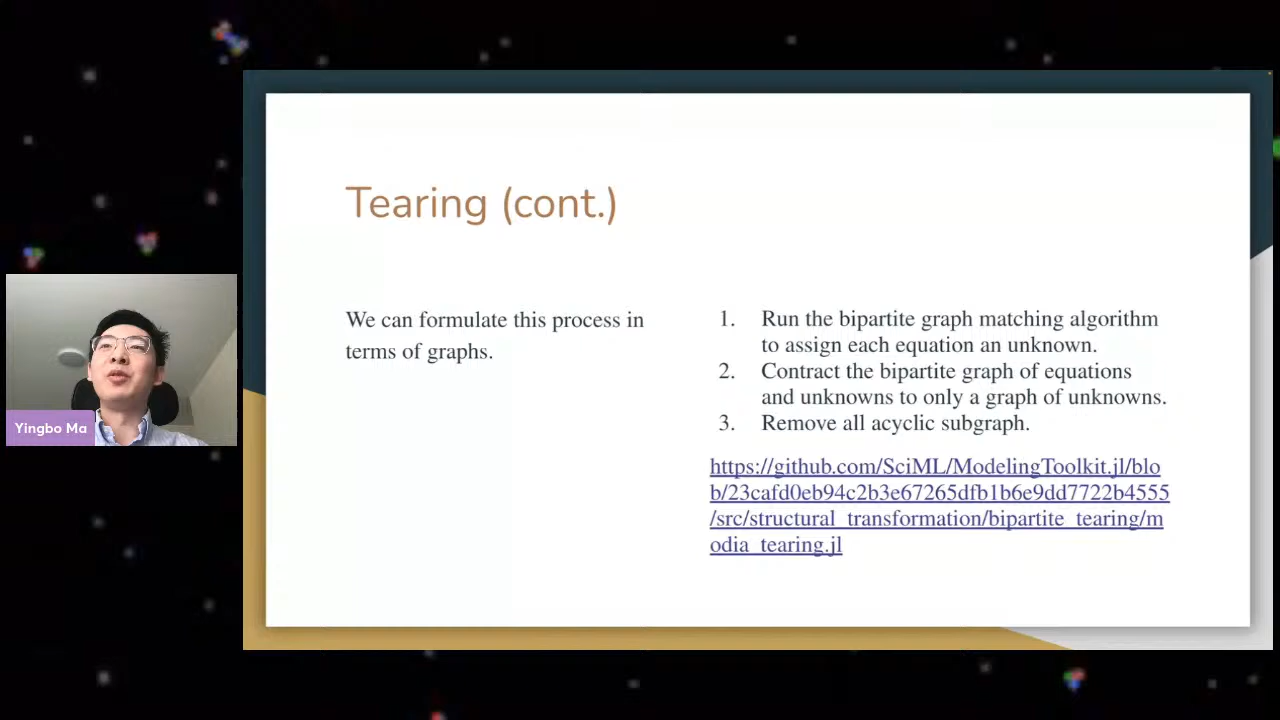 Tearing (cont.)
We can formulate this process in
terms of graphs.
1. Run the bipartite graph matching algorithm
to assign each equation an unknown.
2. Contract the bipartite graph of equations
and unknowns to only a graph of unknowns.
3. Remove all acyclic subgraph.
https://github.com/SciML/ModelingToolkit.jl/blo
b/23cafd0eb94c2b3e67265dfb1b6e9dd7722b4555
/src/structural_transformation/bipartite_tearing/m
odia_tearing.jl
Yingbo Ma